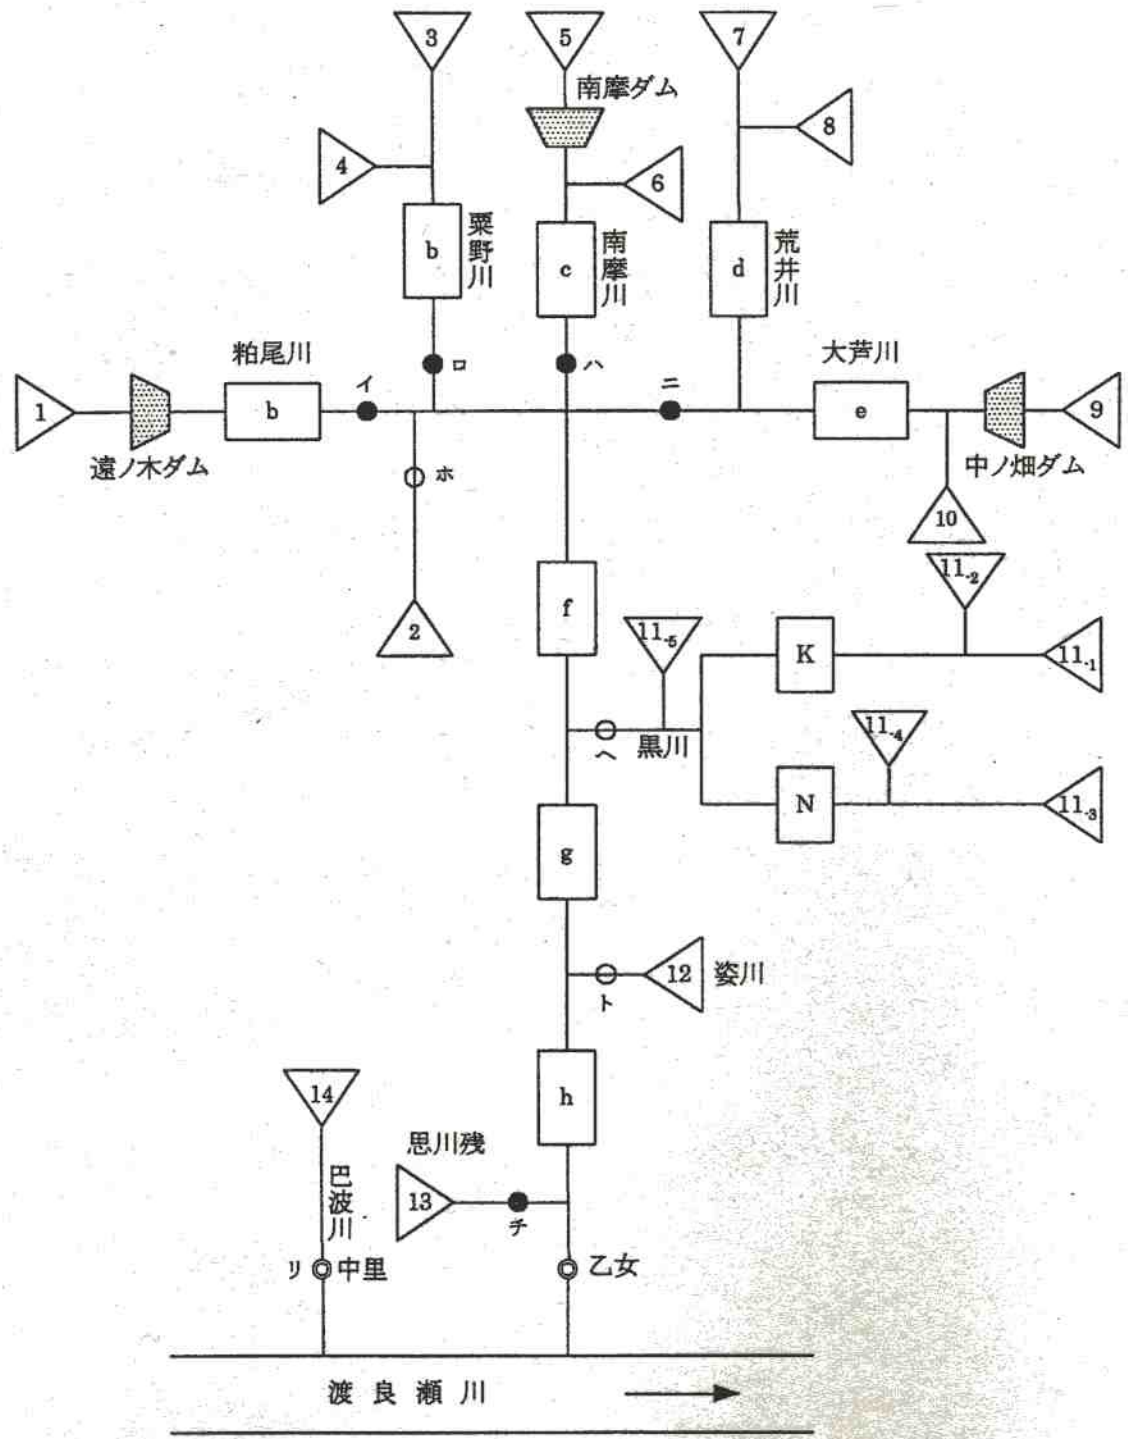 3
5
7
南摩ダム
8
4
6
b
粟野川
c
南摩川
d
荒井川
粕尾川
イ
ロ
ハ
ニ
大芦川
1
b
e
9
遠ノ木ダム
ホ
中ノ畑ダム
10
2
f
11-2
11-5
K
11-1
ヘ
黒川
11-4
N
11-3
g
12
姿川
ト
14
h
思川残
巴波川
13
チ
リ
中里
乙女
渡良瀬川